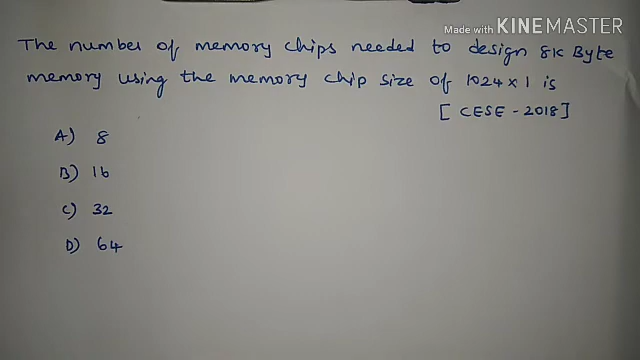 Made with KINEMASTER
The number of memory chips needed to design 8K Byte
memory using the memory chip size of 1024 × 1 is
[ CESE - 2018 ]
A) 8
B) 16
C) 32
D) 64